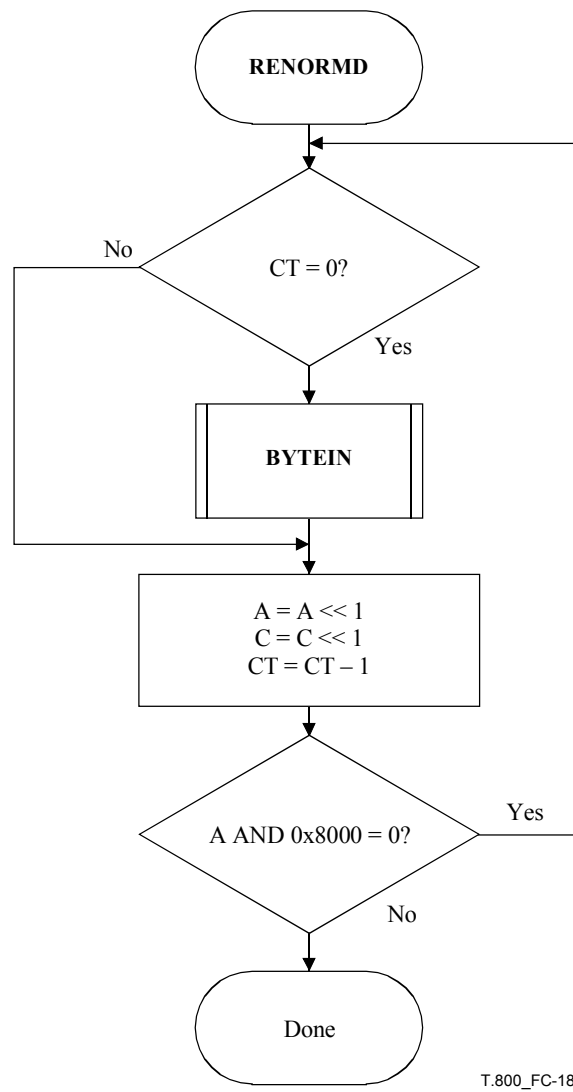 RENORMD
No
CT = 0?
Yes
BYTEIN
A = A << 1
C = C << 1
CT = CT – 1
A AND 0x8000 = 0?
Yes
No
Done
T.800_FC-18